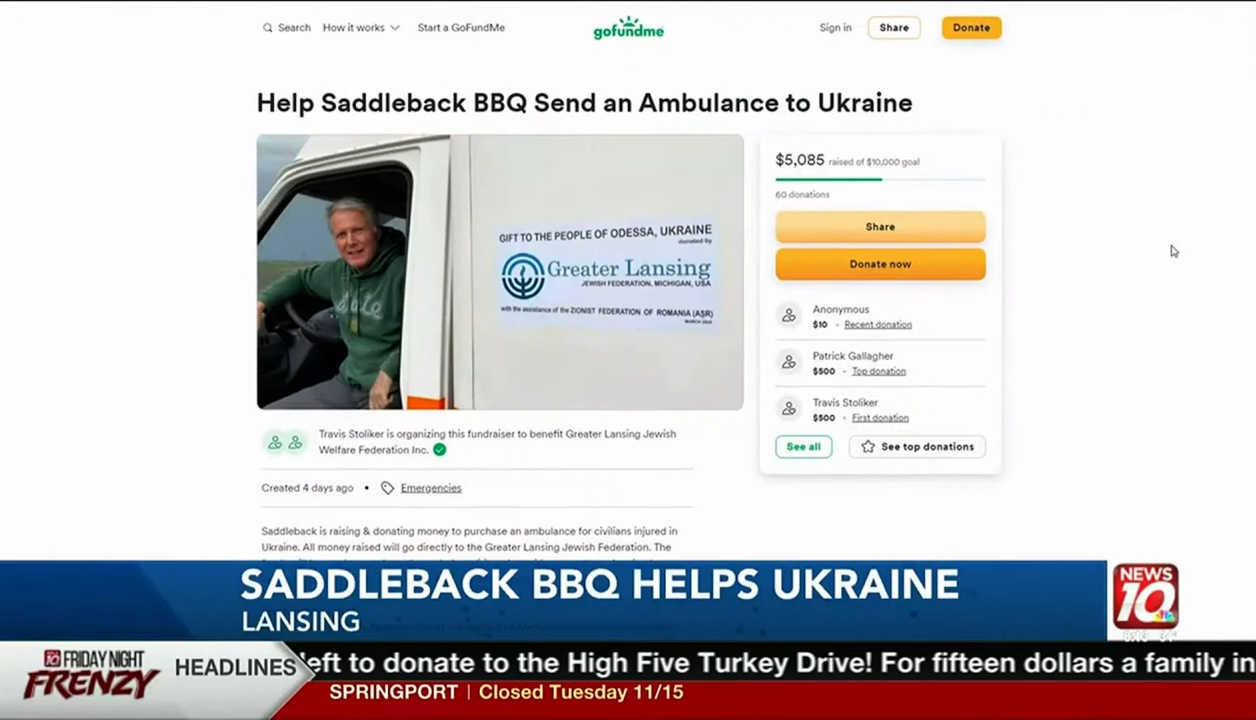 Search How it works Start a GoFundMe
gofundme
Sign in Share Donate
Help Saddleback BBQ Send an Ambulance to Ukraine
GIFT TO THE PEOPLE OF ODESSA, UKRAINE
donated by
Greater Lansing
JEWISH FEDERATION, MICHIGAN, USA
with the assistance of the ZIONIST FEDERATION OF ROMANIA (ASR)
$5,085 raised of $10,000 goal
60 donations
Share
Donate now
Anonymous
$10 • Recent donation
Patrick Gallagher
$500 • Top donation
Travis Stoliker
$500 • First donation
See all See top donations
Travis Stoliker is organizing this fundraiser to benefit Greater Lansing Jewish
Welfare Federation Inc.
Created 4 days ago • Emergencies
Saddleback is raising & donating money to purchase an ambulance for civilians injured in
Ukraine. All money raised will go directly to the Greater Lansing Jewish Federation. The
SADDLEBACK BBQ HELPS UKRAINE
LANSING
NEWS
10
10 FRIDAY NIGHT
FRENZY
HEADLINES
left to donate to the High Five Turkey Drive! For fifteen dollars a family in
SPRINGPORT | Closed Tuesday 11/15